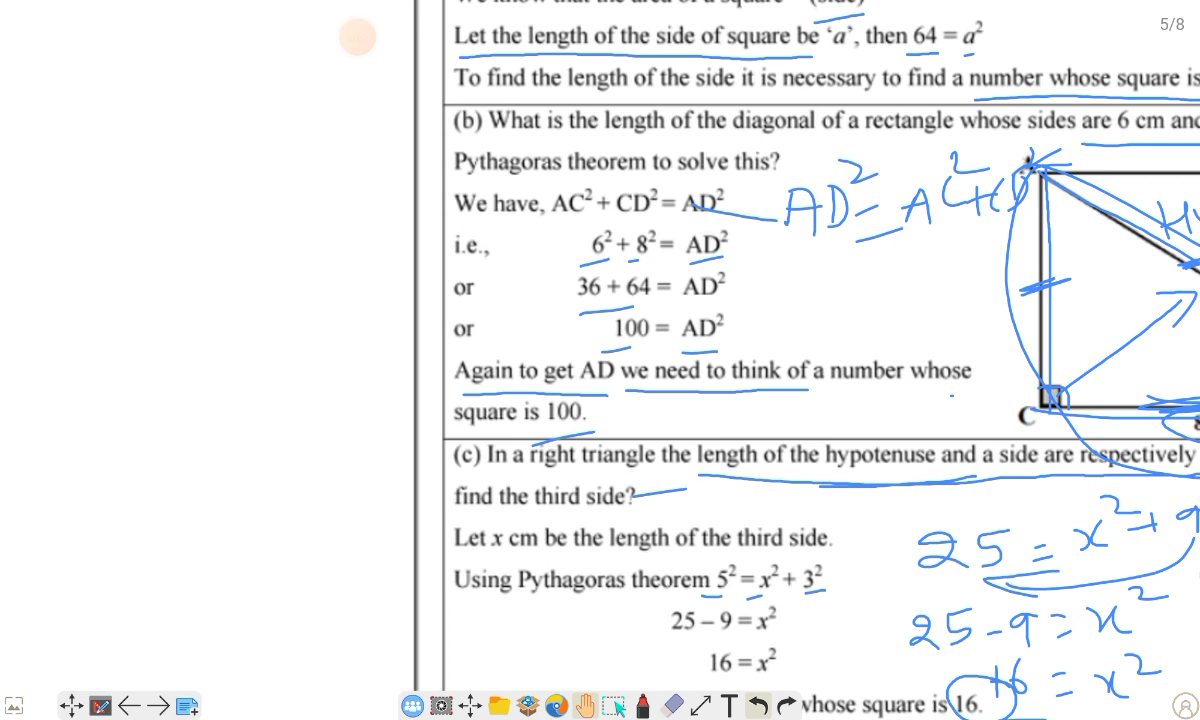 5/8
Let the length of the side of square be ‘a’, then 64 = a²
To find the length of the side it is necessary to find a number whose square is
(b) What is the length of the diagonal of a rectangle whose sides are 6 cm and
Pythagoras theorem to solve this?
We have, AC² + CD² = AD²
AD² = AC² + CD
i.e., 6² + 8² = AD²
or 36 + 64 = AD²
or 100 = AD²
Again to get AD we need to think of a number whose
square is 100.
C
(c) In a right triangle the length of the hypotenuse and a side are respectively
find the third side?
Let x cm be the length of the third side.
25 = x² + 9
Using Pythagoras theorem 5² = x² + 3²
25 – 9 = x²
25 - 9 = x²
16 = x²
16 = x²
whose square is 16.